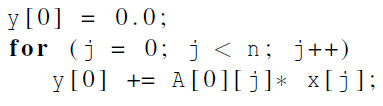 y[0] = 0.0;
for (j = 0; j < n; j++)
y[0] += A[0][j]* x[j];